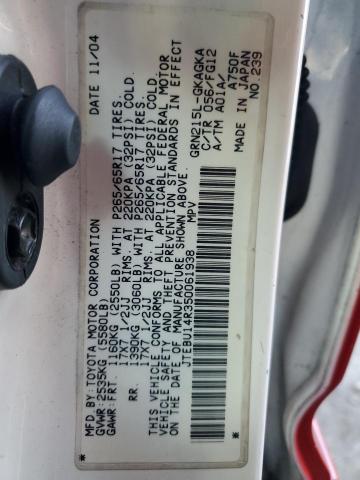 MFD.BY:TOYOTA MOTOR CORPORATION DATE 11/04
GVWR:2535KG(5580LB)
GAWR:FRT. 1160KG(2550LB) WITH P265/65R17 TIRES.
17X7 1/2JJ RIMS. AT 220KPA (32PSI) COLD.
RR. 1390KG(3060LB) WITH P265/65R17 TIRES.
17X7 1/2JJ RIMS. AT 220KPA (32PSI) COLD.
THIS VEHICLE CONFORMS TO ALL APPLICABLE FEDERAL MOTOR
VEHICLE SAFETY AND THEFT PREVENTION STANDARDS IN EFFECT
ON THE DATE OF MANUFACTURE SHOWN ABOVE.
JTEBU14R350061938 MPV
GRN215L-GKAGKA
C/TR 056/FG12
A/TM A01A/ A750F
MADE IN JAPAN
NO.239
* *